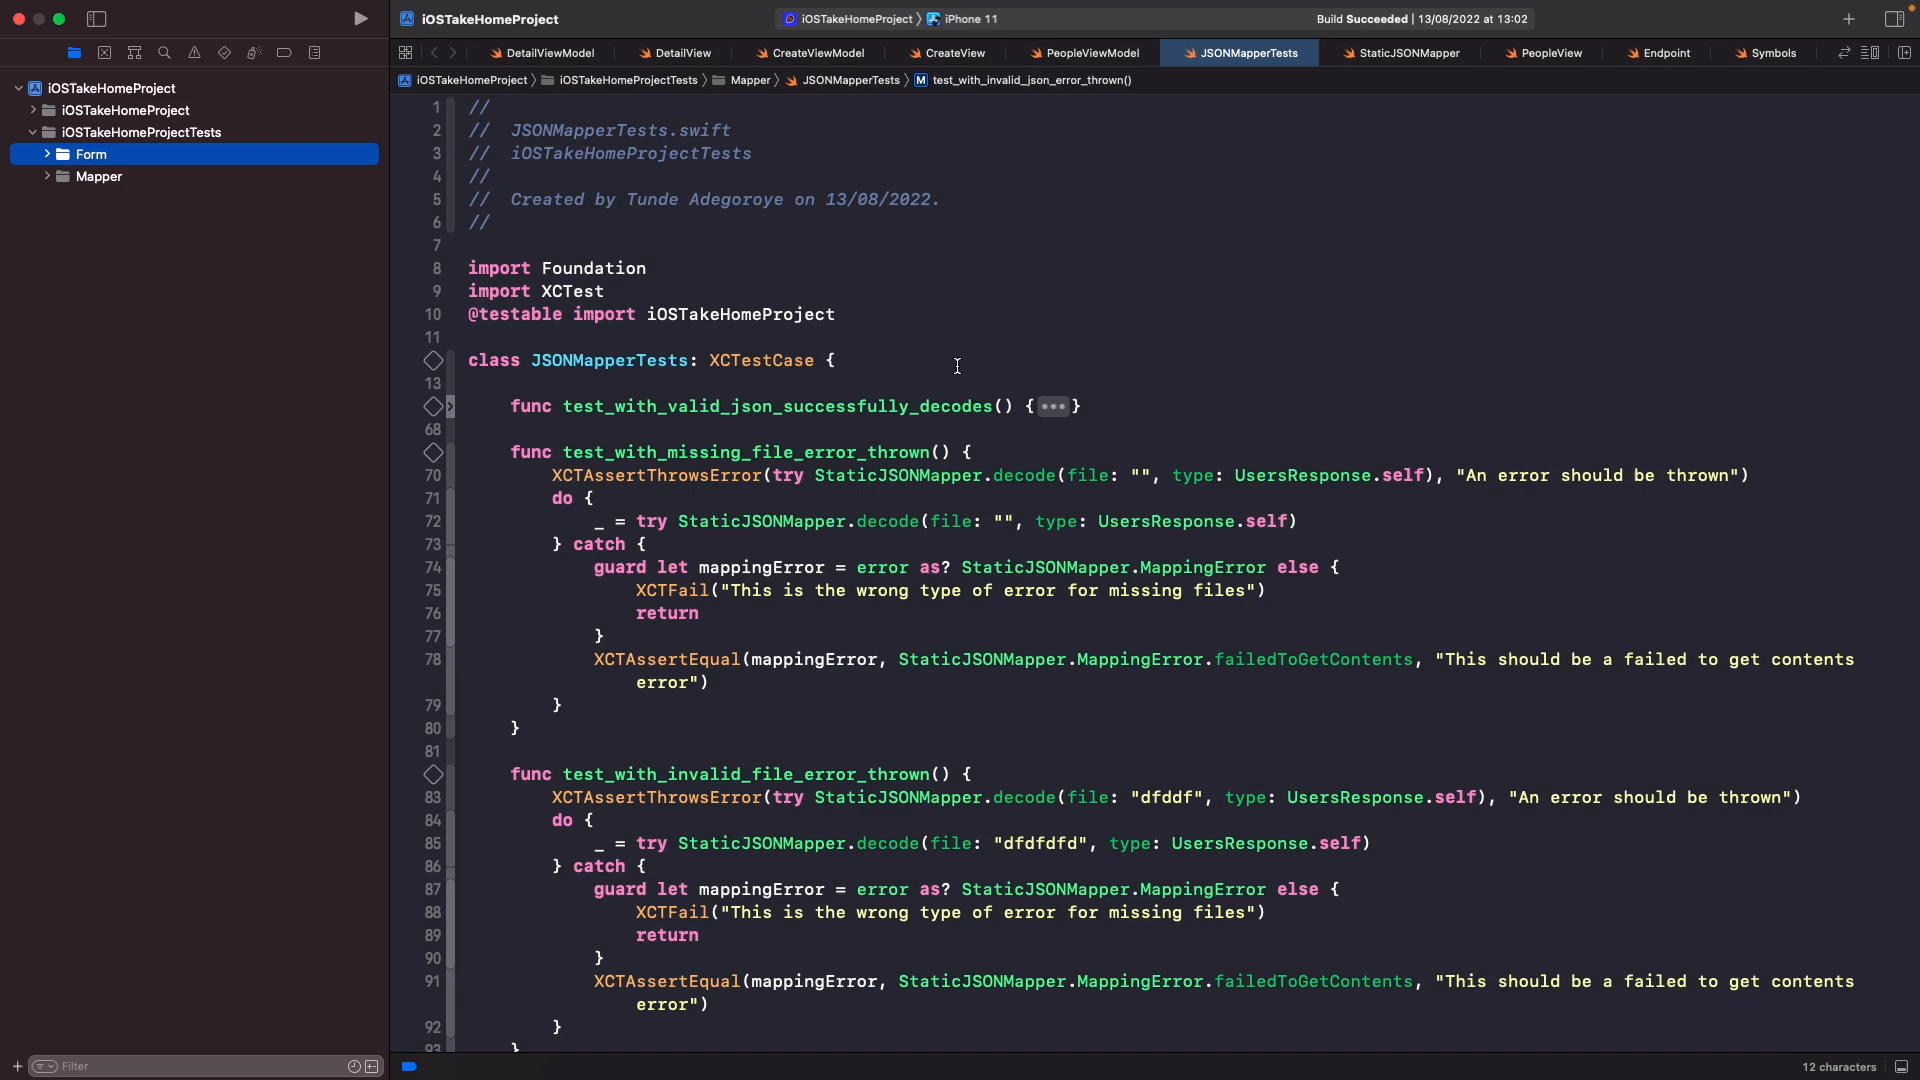 iOSTakeHomeProject
iOSTakeHomeProject
iPhone 11
Build Succeeded | 13/08/2022 at 13:02
DetailViewModel
DetailView
CreateViewModel
CreateView
PeopleViewModel
JSONMapperTests
StaticJSONMapper
PeopleView
Endpoint
Symbols
iOSTakeHomeProject
iOSTakeHomeProjectTests
Mapper
JSONMapperTests
M test_with_invalid_json_error_thrown()
iOSTakeHomeProject
iOSTakeHomeProject
iOSTakeHomeProjectTests
Form
Mapper
1 //
2 //  JSONMapperTests.swift
3 //  iOSTakeHomeProjectTests
4 //
5 //  Created by Tunde Adegoroye on 13/08/2022.
6 //
7
8 import Foundation
9 import XCTest
10 @testable import iOSTakeHomeProject
11
class JSONMapperTests: XCTestCase {
13
func test_with_valid_json_successfully_decodes() {•••}
68
func test_with_missing_file_error_thrown() {
70 XCTAssertThrowsError(try StaticJSONMapper.decode(file: "", type: UsersResponse.self), "An error should be thrown")
71 do {
72 _ = try StaticJSONMapper.decode(file: "", type: UsersResponse.self)
73 } catch {
74 guard let mappingError = error as? StaticJSONMapper.MappingError else {
75 XCTFail("This is the wrong type of error for missing files")
76 return
77 }
78 XCTAssertEqual(mappingError, StaticJSONMapper.MappingError.failedToGetContents, "This should be a failed to get contents
error")
79 }
80 }
81
func test_with_invalid_file_error_thrown() {
83 XCTAssertThrowsError(try StaticJSONMapper.decode(file: "dfddf", type: UsersResponse.self), "An error should be thrown")
84 do {
85 _ = try StaticJSONMapper.decode(file: "dfdfdfd", type: UsersResponse.self)
86 } catch {
87 guard let mappingError = error as? StaticJSONMapper.MappingError else {
88 XCTFail("This is the wrong type of error for missing files")
89 return
90 }
91 XCTAssertEqual(mappingError, StaticJSONMapper.MappingError.failedToGetContents, "This should be a failed to get contents
error")
92 }
93 }
Filter
12 characters